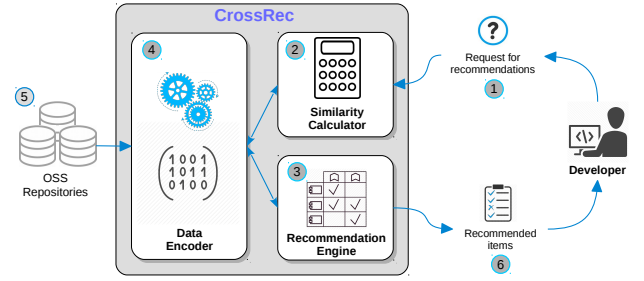 CrossRec
4
2
?
Request for
recommendations
1
5
Similarity
Calculator
</>
1 0 0 1
1 0 1 1
0 1 0 0
3
OSS
Repositories
Developer
Data
Encoder
Recommendation
Engine
Recommended
items
6